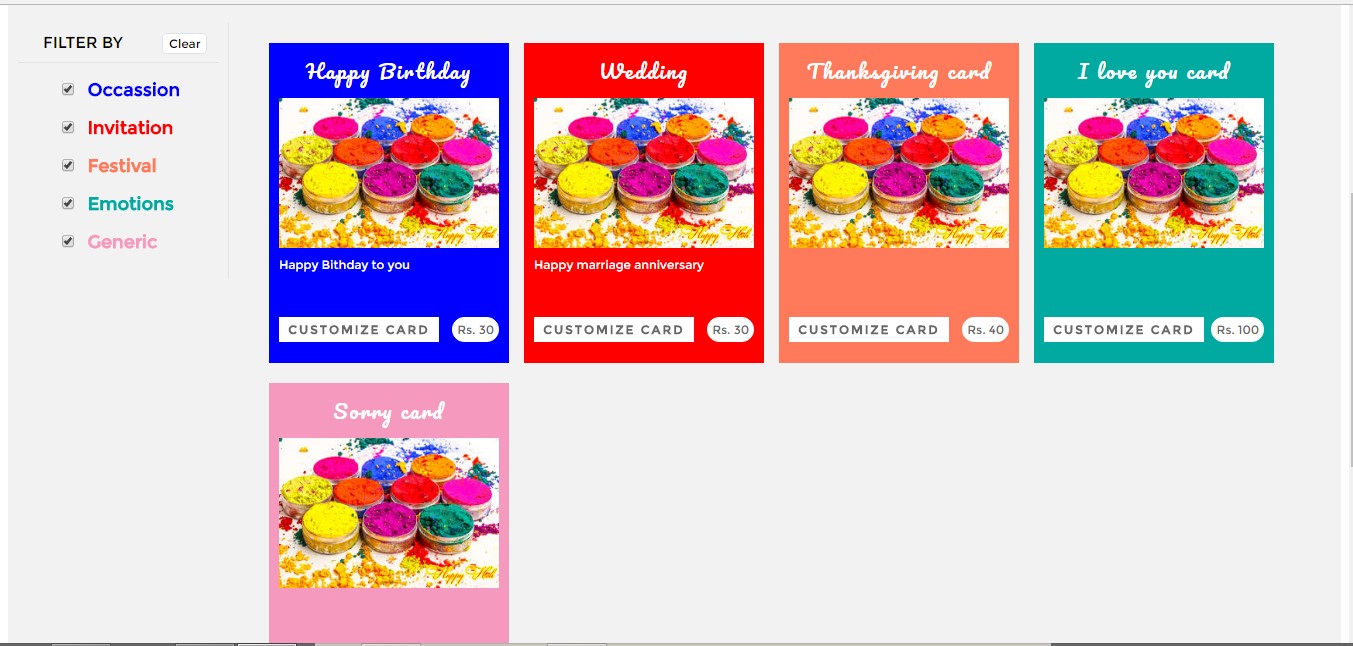 FILTER BY
Clear
Occassion
Invitation
Festival
Emotions
Generic
Happy Birthday
Wedding
Thanksgiving card
I love you card
Happy Holi
Happy Holi
Happy Holi
Happy Holi
Happy Bithday to you
Happy marriage anniversary
CUSTOMIZE CARD
Rs. 30
CUSTOMIZE CARD
Rs. 30
CUSTOMIZE CARD
Rs. 40
CUSTOMIZE CARD
Rs. 100
Sorry card
Happy Holi